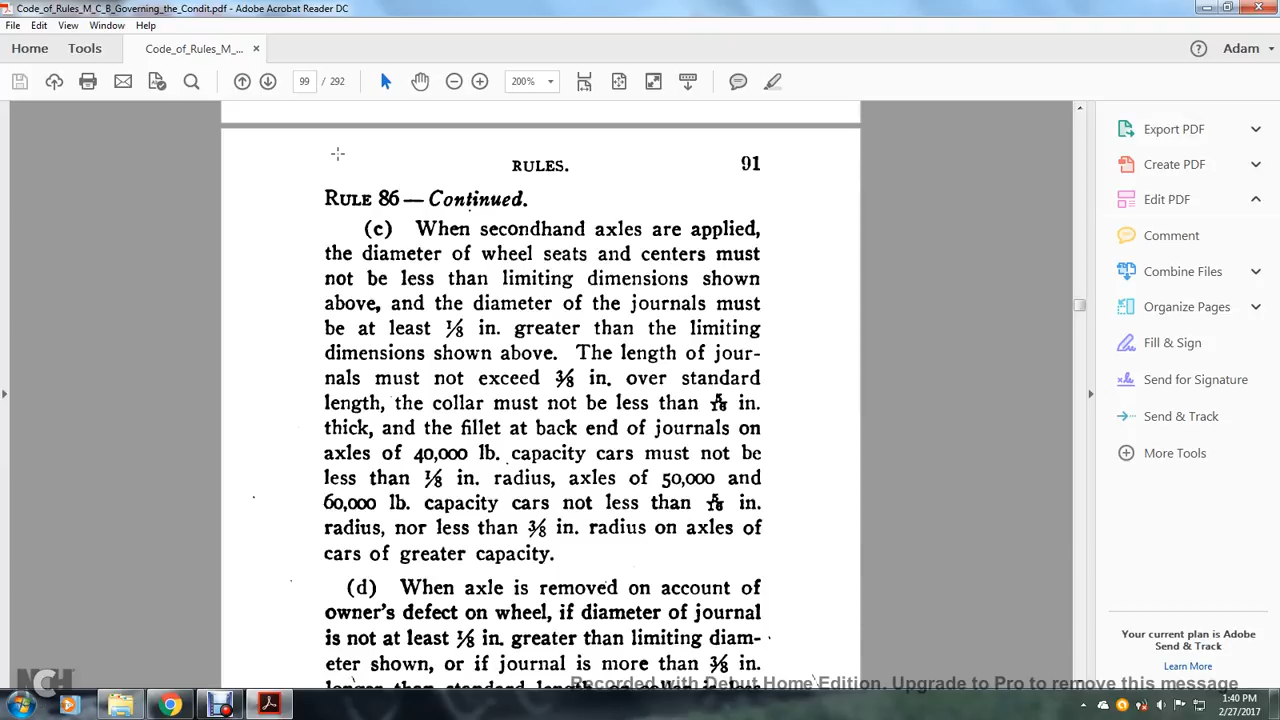 Code_of_Rules_M_C_B_Governing_the_Condit.pdf - Adobe Acrobat Reader DC
File Edit View Window Help
Home Tools Code_of_Rules_M_... × Adam
99 / 292 200%
RULES. 91
RULE 86 — Continued.
(c) When secondhand axles are applied,
the diameter of wheel seats and centers must
not be less than limiting dimensions shown
above, and the diameter of the journals must
be at least 1/8 in. greater than the limiting
dimensions shown above. The length of jour-
nals must not exceed 3/8 in. over standard
length, the collar must not be less than 5/16 in.
thick, and the fillet at back end of journals on
axles of 40,000 lb. capacity cars must not be
less than 1/8 in. radius, axles of 50,000 and
60,000 lb. capacity cars not less than 5/16 in.
radius, nor less than 3/8 in. radius on axles of
cars of greater capacity.
(d) When axle is removed on account of
owner's defect on wheel, if diameter of journal
is not at least 1/8 in. greater than limiting diam-
eter shown, or if journal is more than 3/8 in.
Export PDF
Create PDF
Edit PDF
Comment
Combine Files
Organize Pages
Fill & Sign
Send for Signature
Send & Track
More Tools
Your current plan is Adobe
Send & Track
Learn More
NCH
Recorded with Debut Home Edition. Upgrade to Pro to remove this message
1:40 PM
2/27/2017